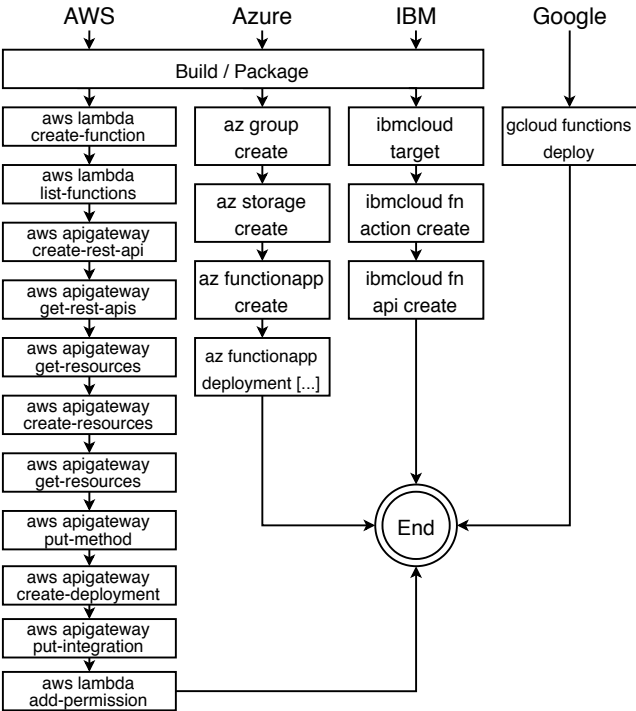 AWS
Azure
IBM
Google
Build / Package
aws lambda
create-function
aws lambda
list-functions
aws apigateway
create-rest-api
aws apigateway
get-rest-apis
aws apigateway
get-resources
aws apigateway
create-resources
aws apigateway
get-resources
aws apigateway
put-method
aws apigateway
create-deployment
aws apigateway
put-integration
aws lambda
add-permission
az group
create
az storage
create
az functionapp
create
az functionapp
deployment [...]
ibmcloud
target
ibmcloud fn
action create
ibmcloud fn
api create
gcloud functions
deploy
End